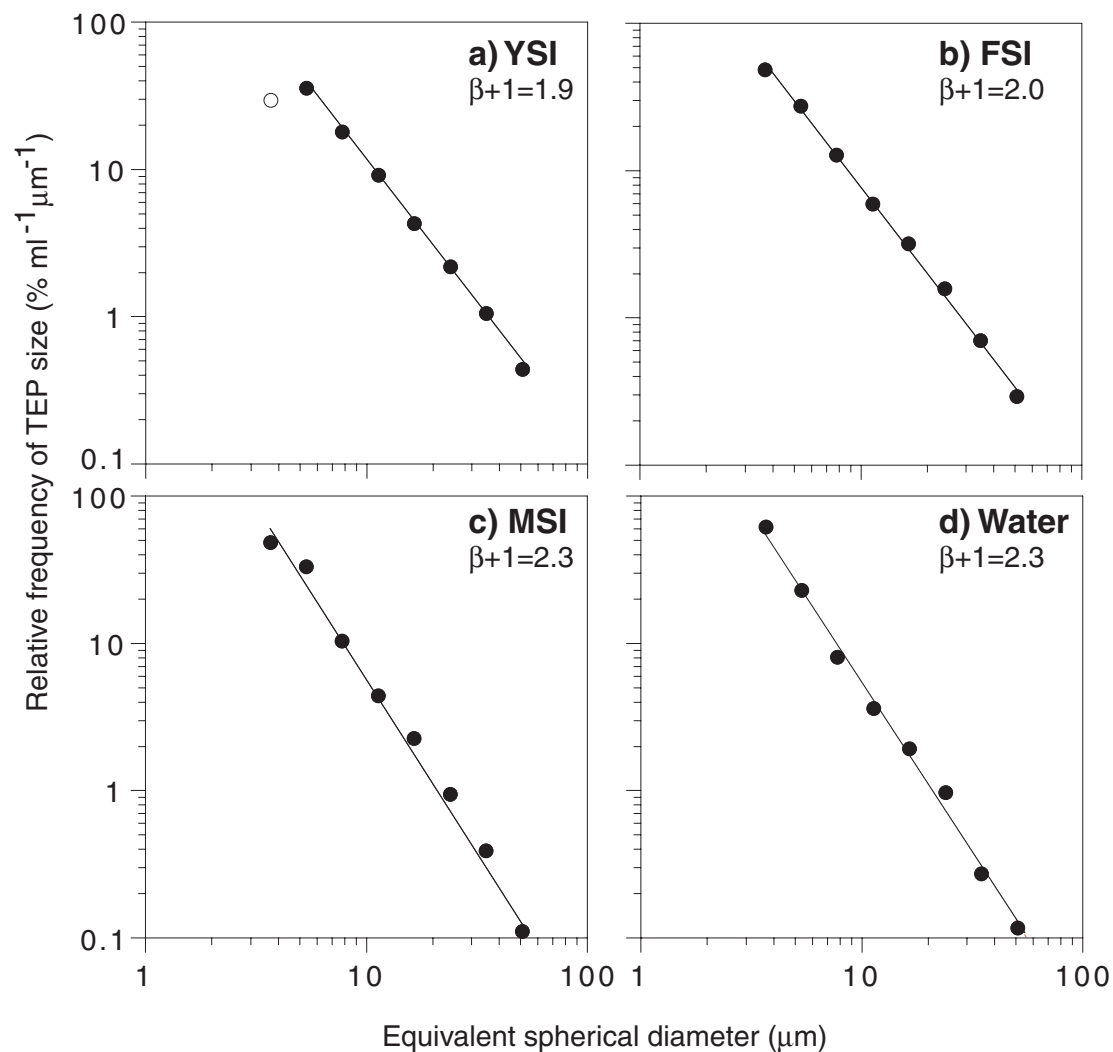 Relative frequency of TEP size (% ml⁻¹μm⁻¹)
100
10
1
0.1
a) YSI
β+1=1.9
b) FSI
β+1=2.0
100
10
1
0.1
c) MSI
β+1=2.3
d) Water
β+1=2.3
1 10 100
1 10 100
Equivalent spherical diameter (μm)